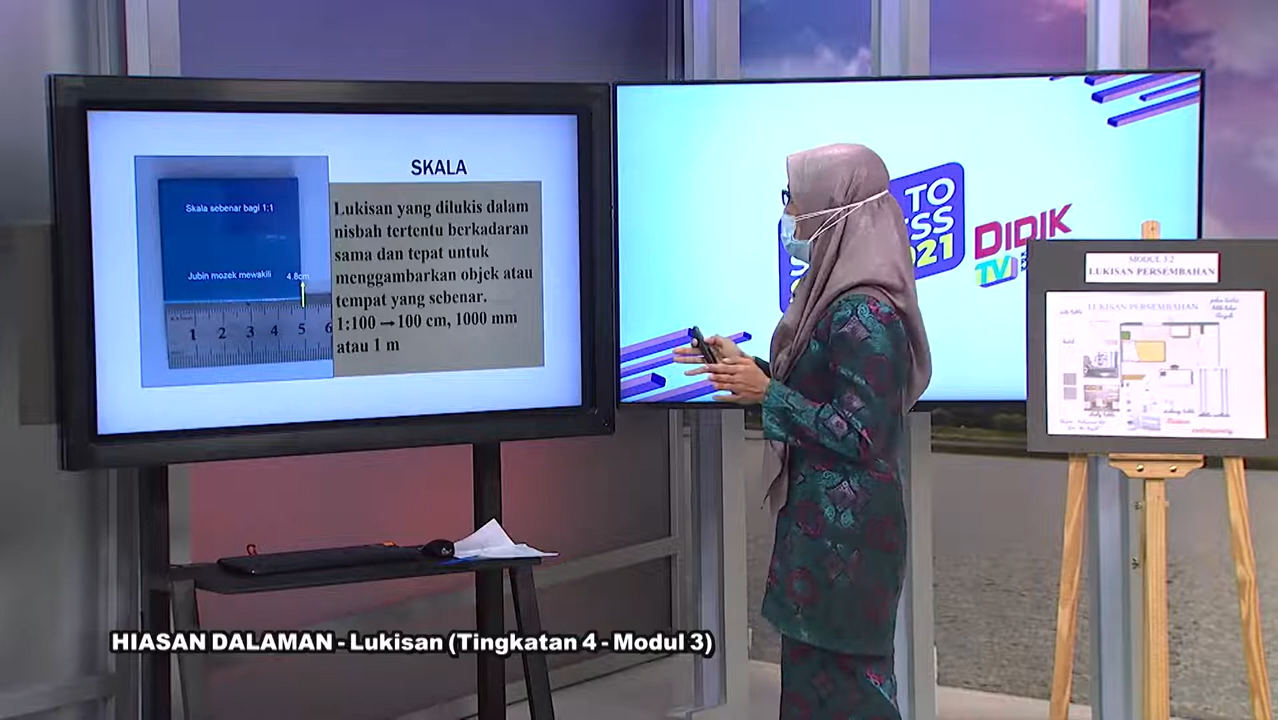 SKALA
Skala sebenar bagi 1:1
Jubin mozek mewakili
4.8cm
1 2 3 4 5 6
Lukisan yang dilukis dalam
nisbah tertentu berkadaran
sama dan tepat untuk
menggambarkan objek atau
tempat yang sebenar.
1:100 → 100 cm, 1000 mm
atau 1 m
TO
SS
2021
DIDIK
TV
MODUL 3.2
LUKISAN PERSEMBAHAN
LUKISAN PERSEMBAHAN
HIASAN DALAMAN - Lukisan (Tingkatan 4 - Modul 3)